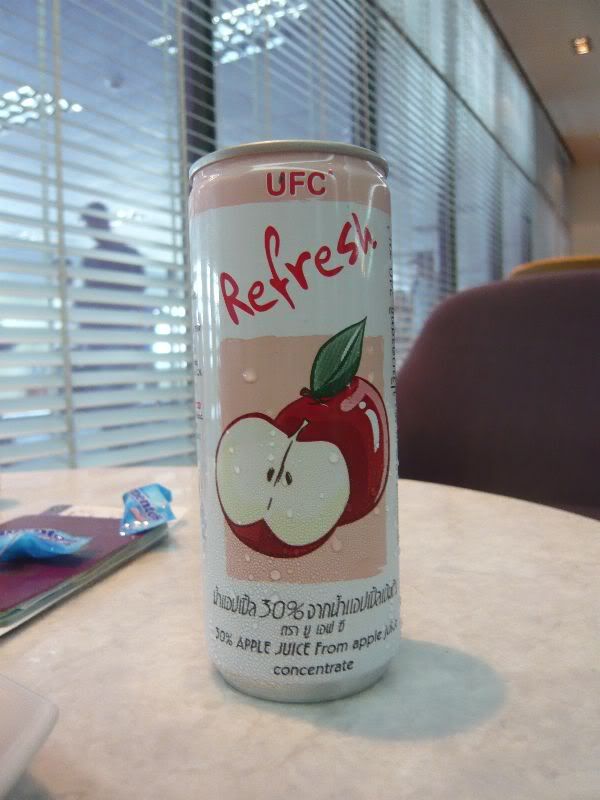 UFC
Refresh
น้ำแอปเปิ้ล 30% จากน้ำแอปเปิ้ลเข้มข้น
ตรา ยู เอฟ ซี
30% APPLE JUICE From apple juice
concentrate
mentos